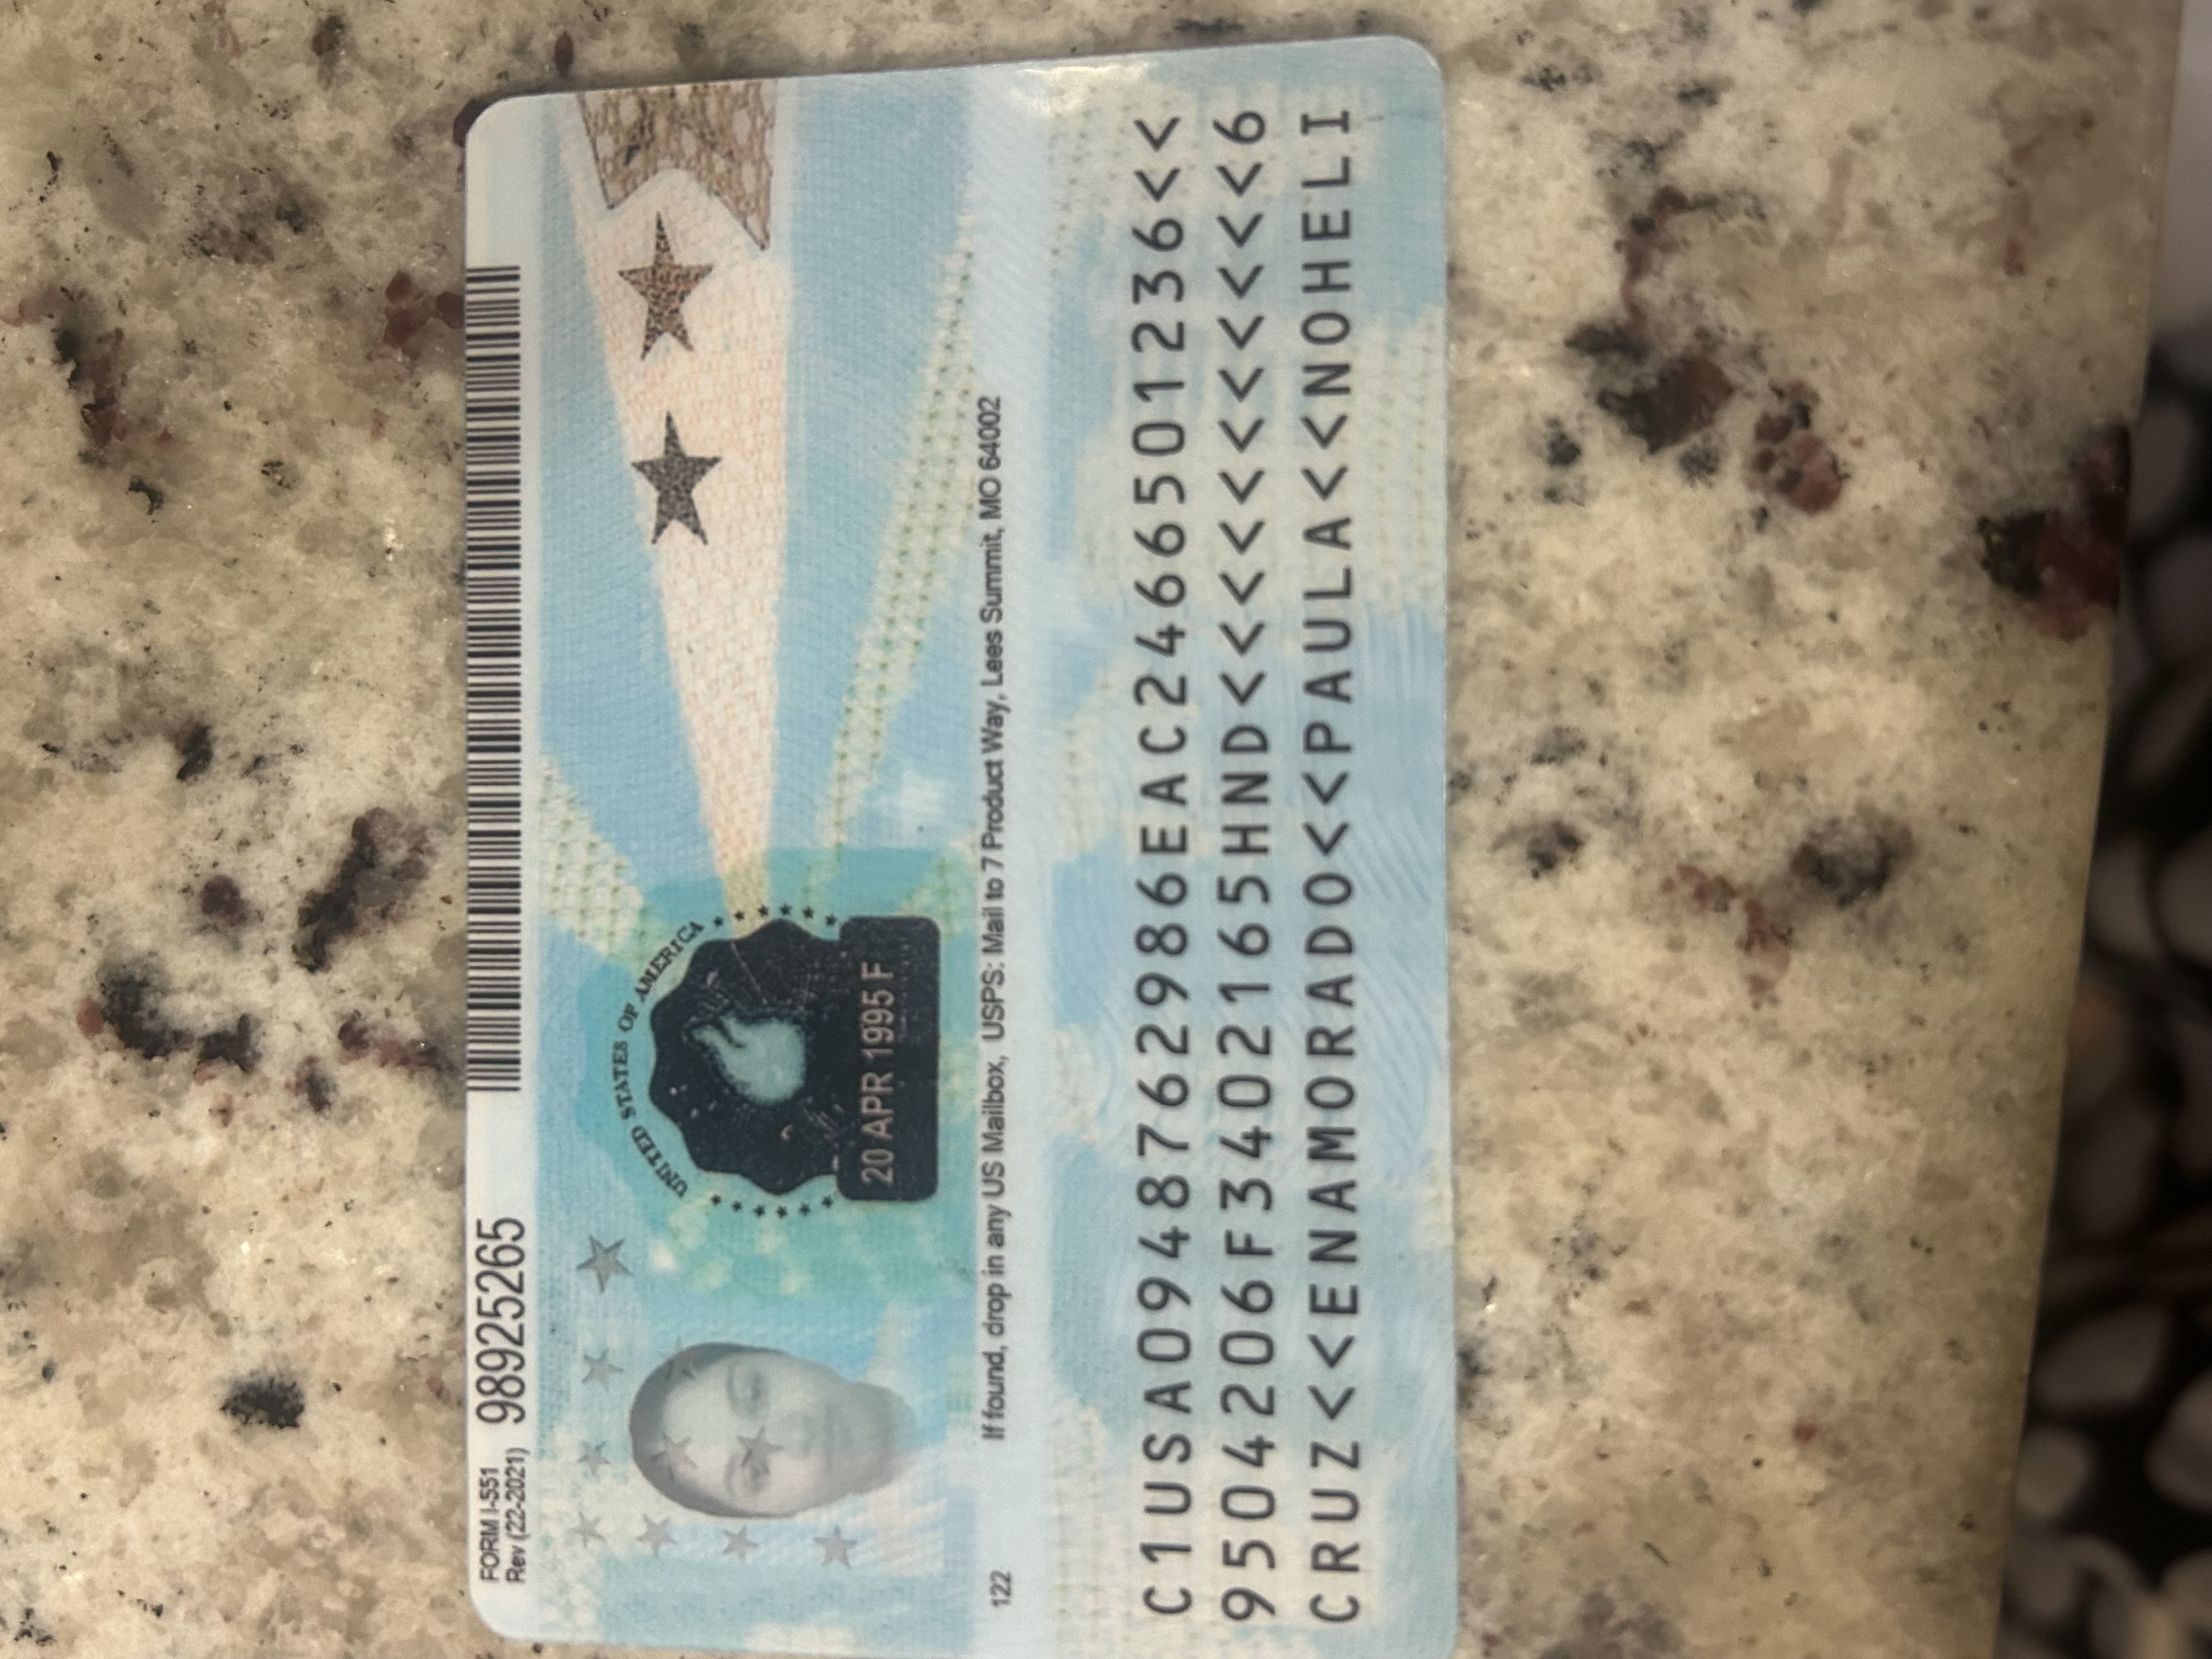 FORM I-551
Rev (22-2021)
98925265
UNITED STATES OF AMERICA
20 APR 1995 F
122
If found, drop in any US Mailbox, USPS: Mail to 7 Product Way, Lees Summit, MO 64002
C1USA0948762986EAC2466501236<<
9504206F3402165HND<<<<<<<<<<<6
CRUZ<<ENAMORADO<<PAULA<<NOHELI